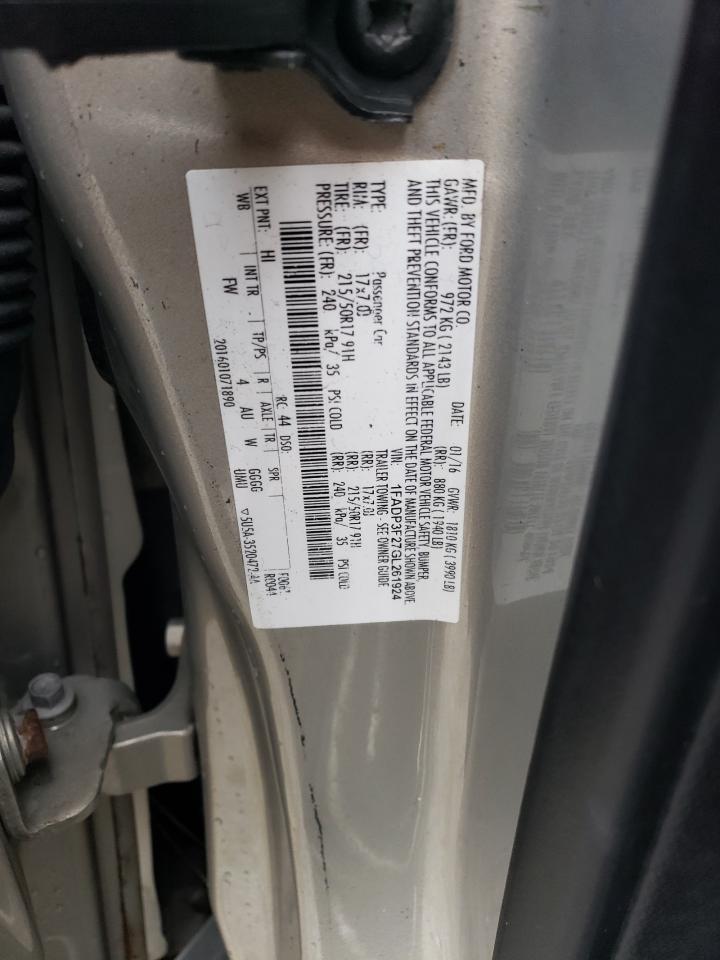 MFD. BY FORD MOTOR CO. DATE: 01/16 GVWR: 1810 KG ( 3990 LB)
GAWR: (FR): 972 KG ( 2143 LB) (RR): 880 KG ( 1940 LB)
THIS VEHICLE CONFORMS TO ALL APPLICABLE FEDERAL MOTOR VEHICLE SAFETY, BUMPER,
AND THEFT PREVENTION STANDARDS IN EFFECT ON THE DATE OF MANUFACTURE SHOWN ABOVE
VIN: 1FADP3F27GL261924
TYPE: Passenger Car TRAILER TOWING - SEE OWNER GUIDE
RIM: (FR): 17x7.0J (RR): 17x7.0J
TIRE: (FR): 215/50R17 91H (RR): 215/50R17 91H
PRESSURE: (FR): 240 kPa/ 35 PSI COLD (RR): 240 kPa/ 35 PSI COLD
RC: 44 DSO:
EXT PNT: HI INT TR TP/PS R AXLE TR SPR
WB FW 4 AU W GGGG
201601071890 UMU ▽5U5A-3520472-AA